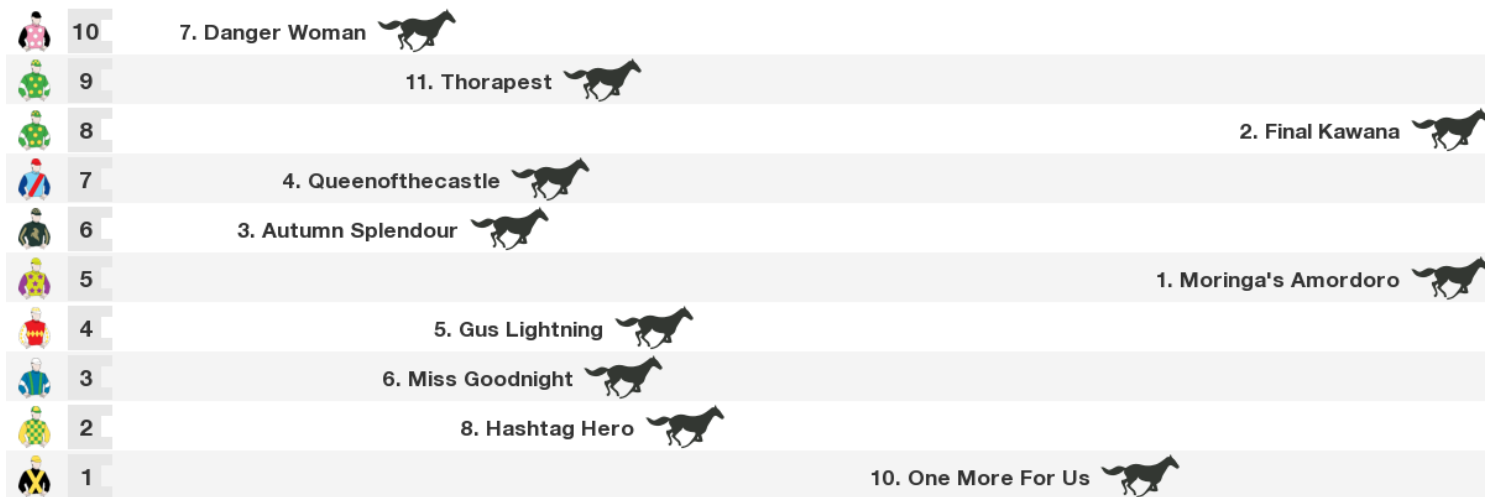 10 7. Danger Woman
9 11. Thorapest
8 2. Final Kawana
7 4. Queenofthecastle
6 3. Autumn Splendour
5 1. Moringa's Amordoro
4 5. Gus Lightning
3 6. Miss Goodnight
2 8. Hashtag Hero
1 10. One More For Us